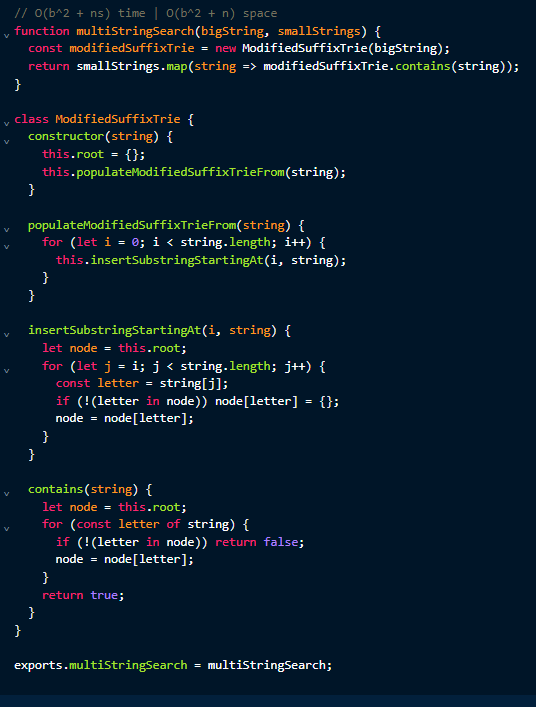 // O(b^2 + ns) time | O(b^2 + n) space
function multiStringSearch(bigString, smallStrings) {
  const modifiedSuffixTrie = new ModifiedSuffixTrie(bigString);
  return smallStrings.map(string => modifiedSuffixTrie.contains(string));
}

class ModifiedSuffixTrie {
  constructor(string) {
    this.root = {};
    this.populateModifiedSuffixTrieFrom(string);
  }

  populateModifiedSuffixTrieFrom(string) {
    for (let i = 0; i < string.length; i++) {
      this.insertSubstringStartingAt(i, string);
    }
  }

  insertSubstringStartingAt(i, string) {
    let node = this.root;
    for (let j = i; j < string.length; j++) {
      const letter = string[j];
      if (!(letter in node)) node[letter] = {};
      node = node[letter];
    }
  }

  contains(string) {
    let node = this.root;
    for (const letter of string) {
      if (!(letter in node)) return false;
      node = node[letter];
    }
    return true;
  }
}

exports.multiStringSearch = multiStringSearch;